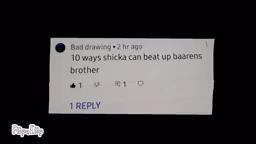 Bad drawing • 2 hr ago
10 ways shicka can beat up baarens
brother
1
1
1 REPLY
FlipaClip